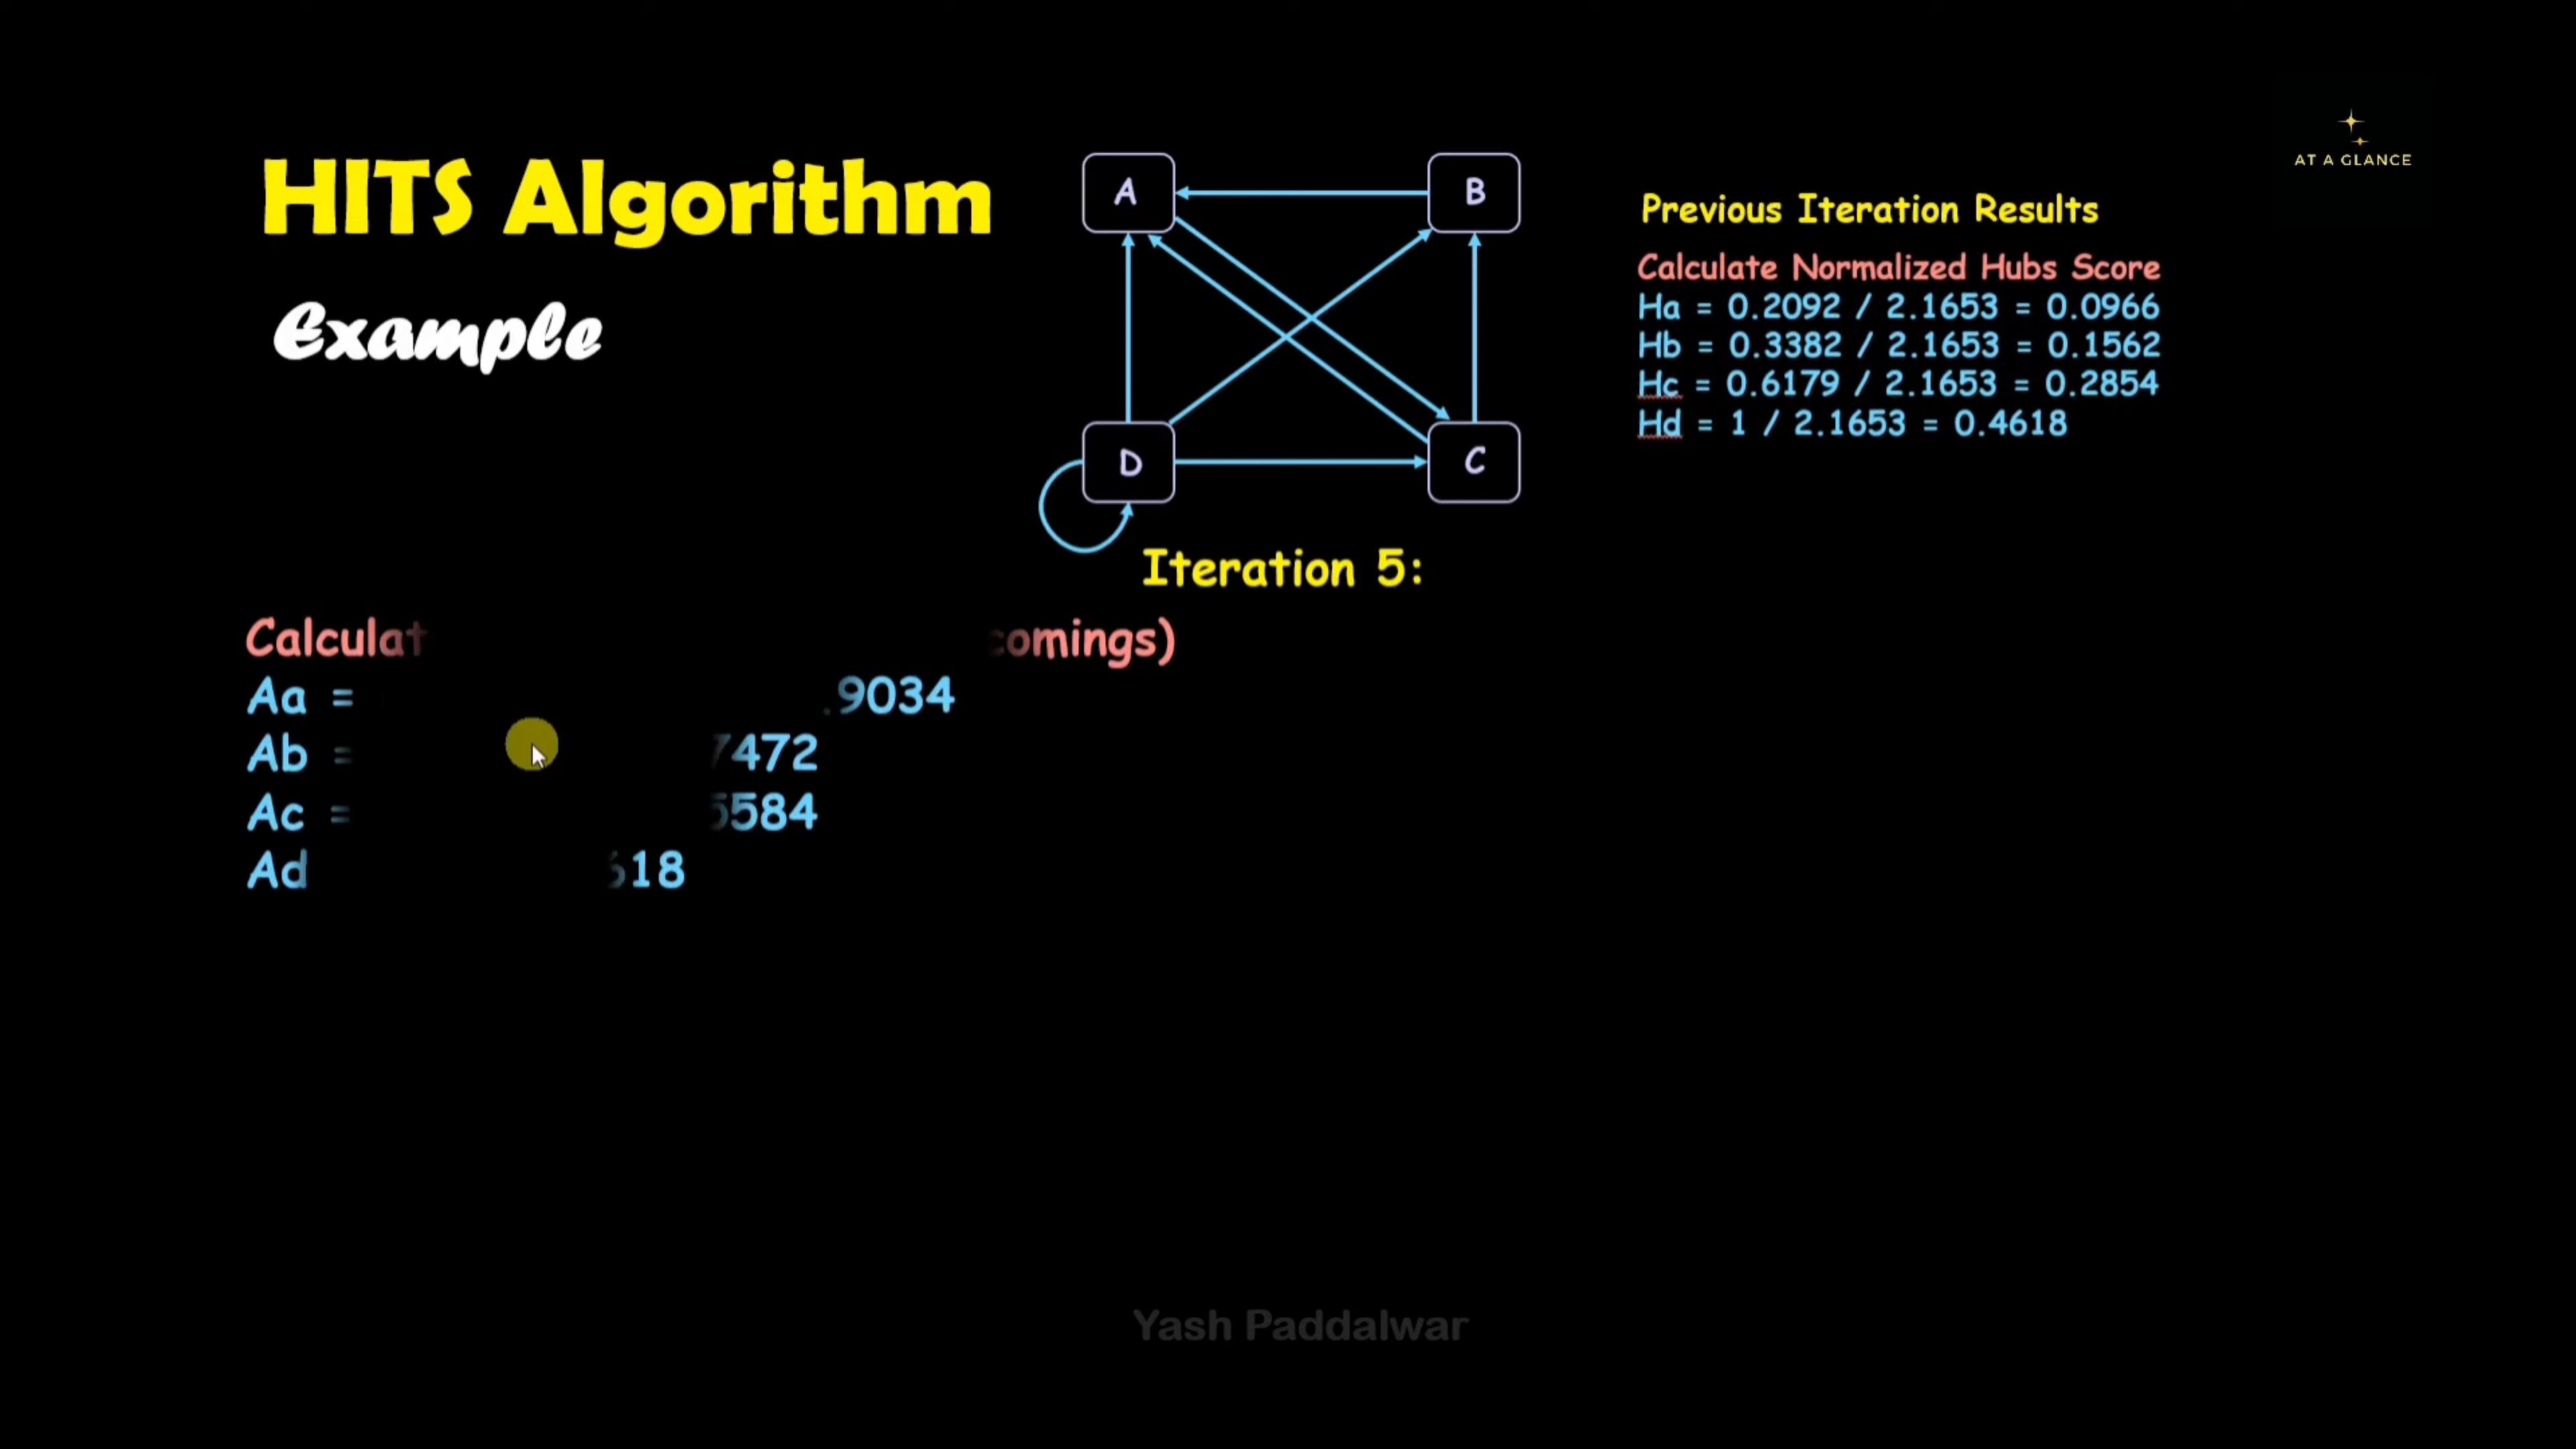 HITS Algorithm
Example
A
B
D
C
AT A GLANCE
Previous Iteration Results
Calculate Normalized Hubs Score
Ha = 0.2092 / 2.1653 = 0.0966
Hb = 0.3382 / 2.1653 = 0.1562
Hc = 0.6179 / 2.1653 = 0.2854
Hd = 1 / 2.1653 = 0.4618
Iteration 5:
Calculat comings)
Aa = .9034
Ab = 7472
Ac = 5584
Ad 618
Yash Paddalwar